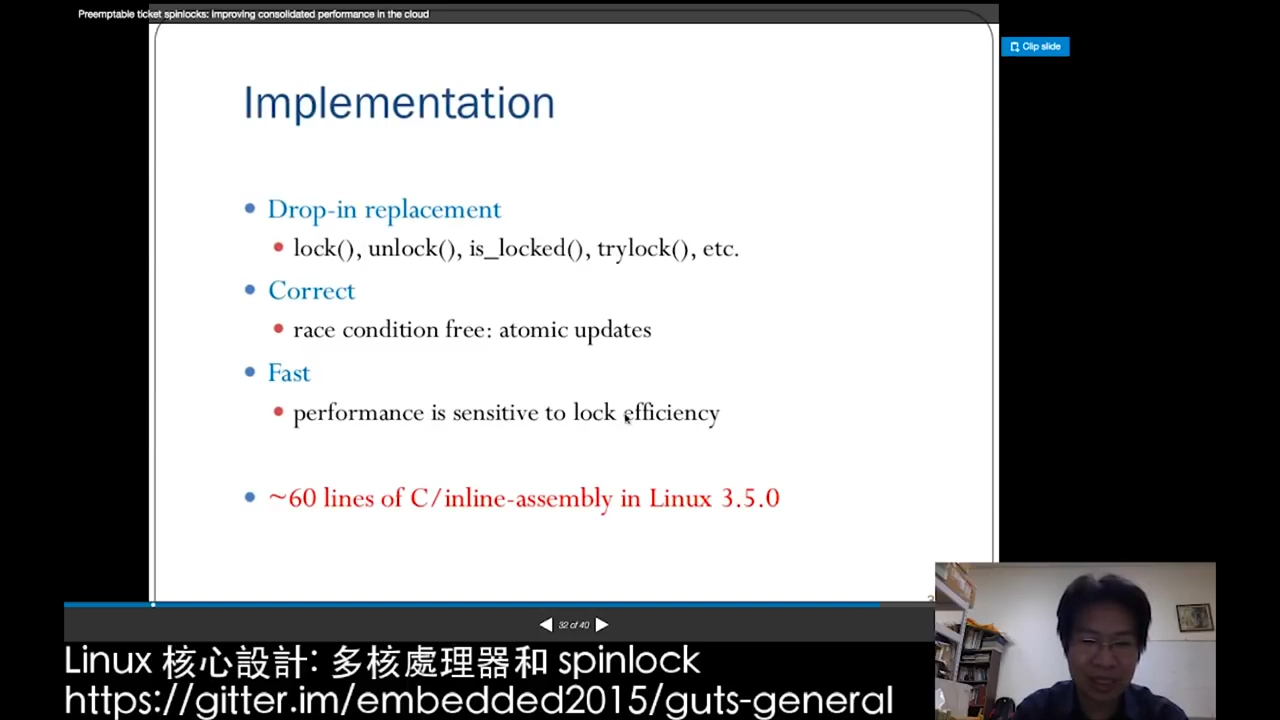 Preemptable ticket spinlocks: improving consolidated performance in the cloud
Clip slide
Implementation
Drop-in replacement
lock(), unlock(), is_locked(), trylock(), etc.
Correct
race condition free: atomic updates
Fast
performance is sensitive to lock efficiency
~60 lines of C/inline-assembly in Linux 3.5.0
32 of 40
Linux 核心設計: 多核處理器和 spinlock
https://gitter.im/embedded2015/guts-general